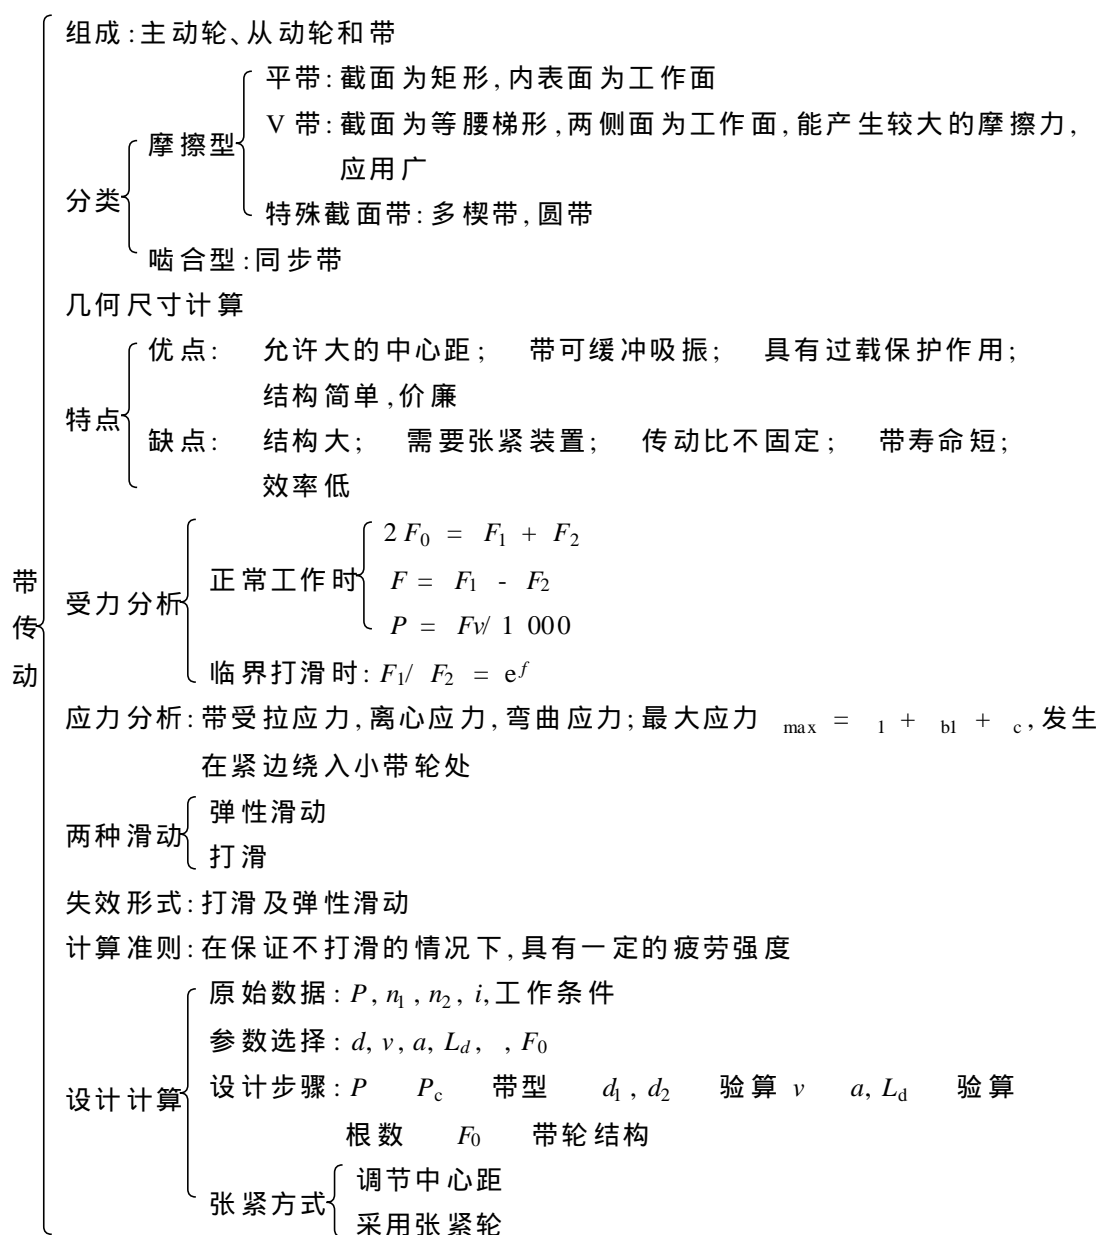 组成:主动轮、从动轮和带
平带:截面为矩形,内表面为工作面
V 带:截面为等腰梯形,两侧面为工作面,能产生较大的摩擦力,
摩擦型
应用广
分类
特殊截面带:多楔带,圆带
啮合型:同步带
几何尺寸计算
优点: 允许大的中心距; 带可缓冲吸振; 具有过载保护作用;
结构简单,价廉
特点
缺点: 结构大; 需要张紧装置; 传动比不固定; 带寿命短;
效率低
2 F0 = F1 + F2
正常工作时
F = F1 - F2
受力分析
P = Fv/ 1 000
带传动
临界打滑时: F1/ F2 = e^f
应力分析:带受拉应力,离心应力,弯曲应力;最大应力 max = 1 + b1 + c,发生
在紧边绕入小带轮处
弹性滑动
两种滑动
打滑
失效形式:打滑及弹性滑动
计算准则:在保证不打滑的情况下,具有一定的疲劳强度
原始数据: P, n1 , n2 , i,工作条件
参数选择: d, v, a, Ld, , F0
设计计算
设计步骤: P Pc 带型 d1 , d2 验算 v a, Ld 验算
根数 F0 带轮结构
调节中心距
张紧方式
采用张紧轮